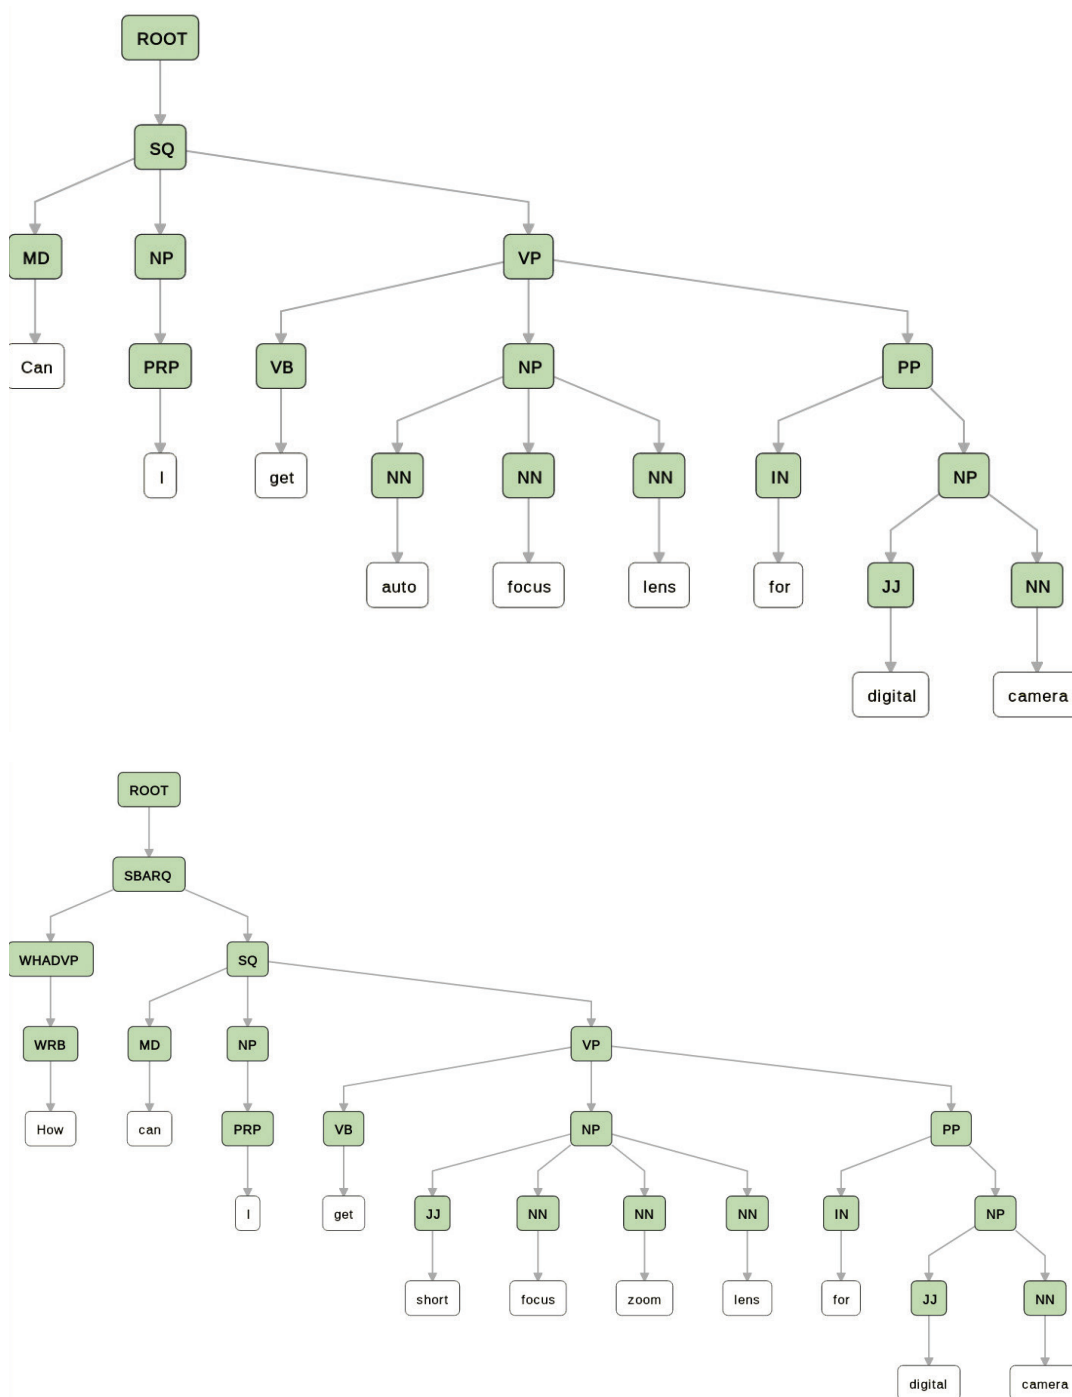 ROOT
SQ
MD NP VP
Can PRP VB NP PP
I get NN NN NN IN NP
auto focus lens for JJ NN
digital camera
ROOT
SBARQ
WHADVP SQ
WRB MD NP VP
How can PRP VB NP PP
I get JJ NN NN NN IN NP
short focus zoom lens for JJ NN
digital camera